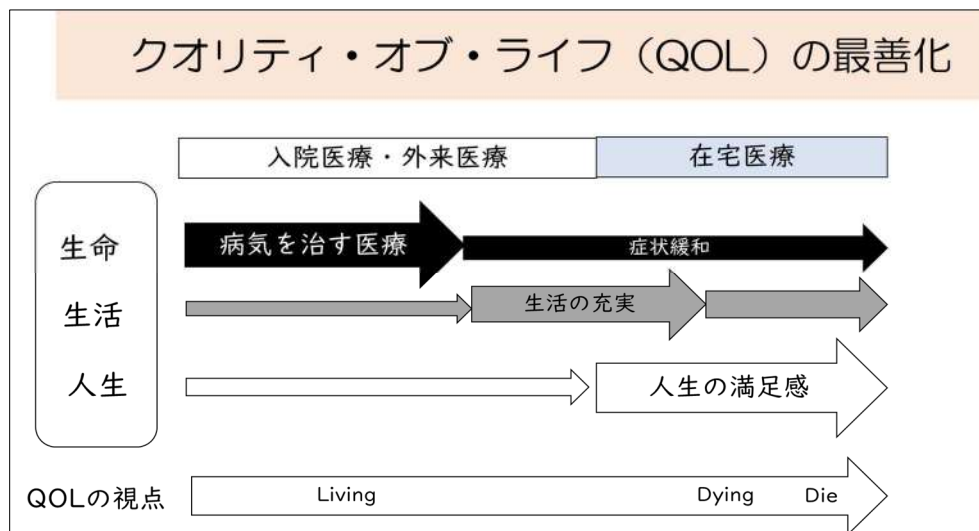 クオリティ・オブ・ライフ（QOL）の最善化
入院医療・外来医療 在宅医療
生命 病気を治す医療 症状緩和
生活 生活の充実
人生 人生の満足感
QOLの視点 Living Dying Die